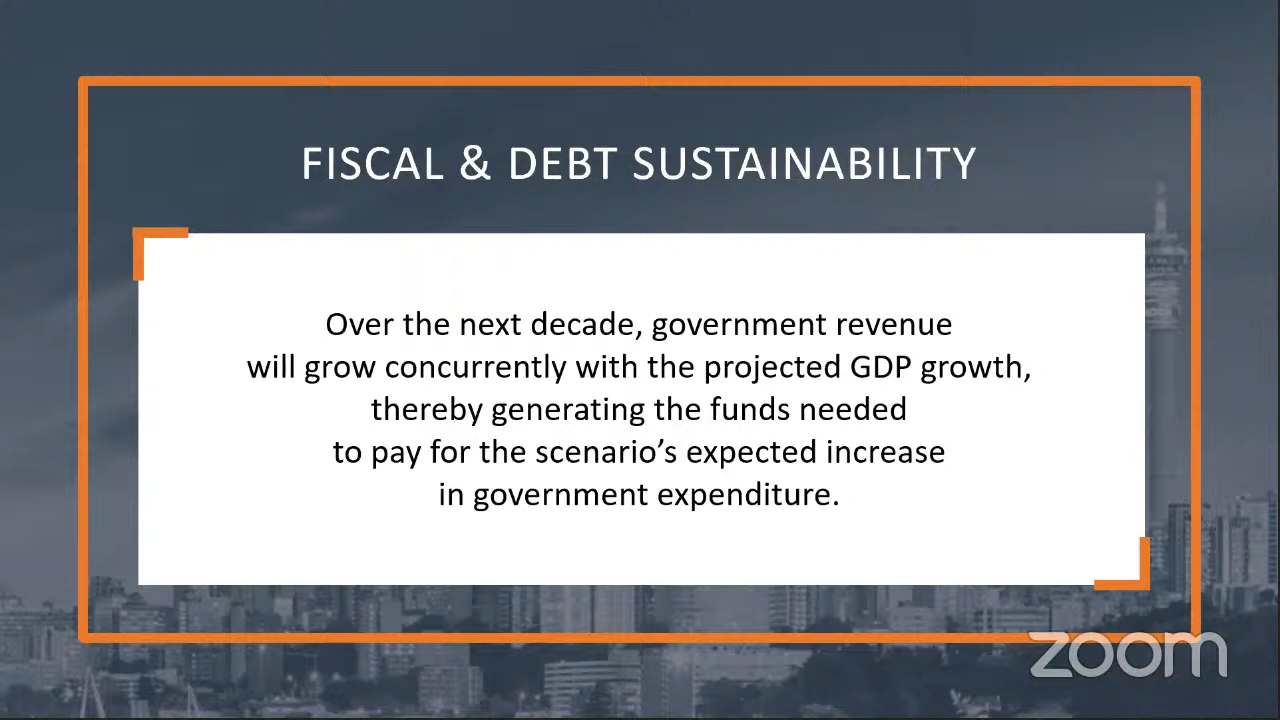 FISCAL & DEBT SUSTAINABILITY
Over the next decade, government revenue
will grow concurrently with the projected GDP growth,
thereby generating the funds needed
to pay for the scenario’s expected increase
in government expenditure.
zoom